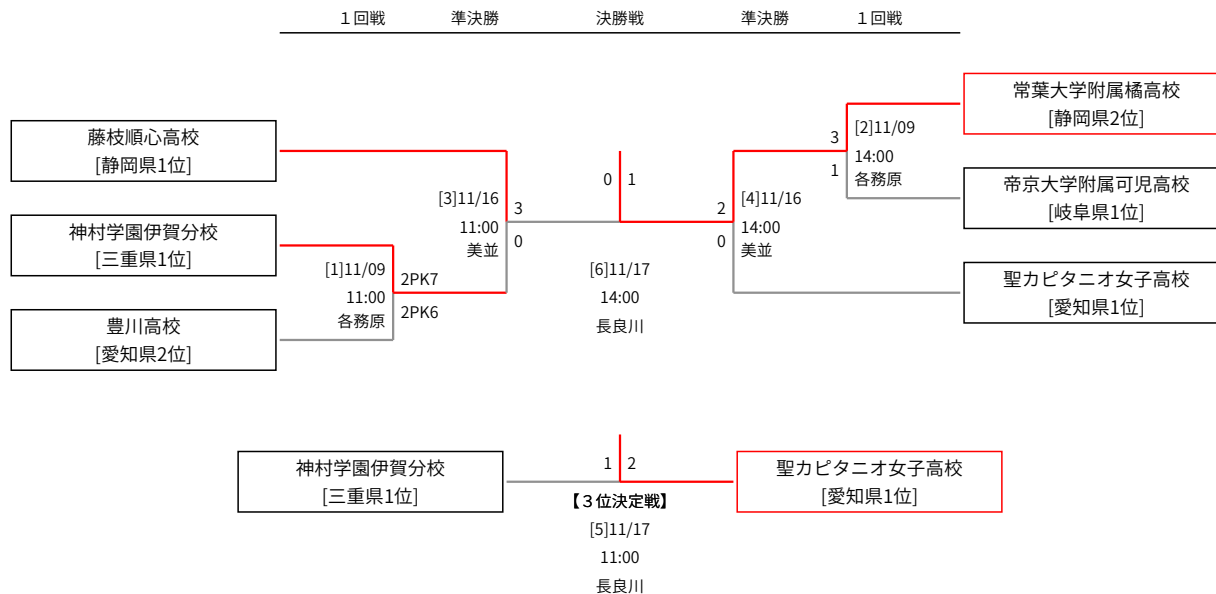 １回戦
準決勝
決勝戦
準決勝
１回戦
藤枝順心高校
[静岡県1位]
神村学園伊賀分校
[三重県1位]
豊川高校
[愛知県2位]
[1]11/09
11:00
各務原
2PK7
2PK6
[3]11/16
11:00
美並
3
0
0
1
[6]11/17
14:00
長良川
2
0
[4]11/16
14:00
美並
3
1
[2]11/09
14:00
各務原
常葉大学附属橘高校
[静岡県2位]
帝京大学附属可児高校
[岐阜県1位]
聖カピタニオ女子高校
[愛知県1位]
神村学園伊賀分校
[三重県1位]
1
2
【３位決定戦】
[5]11/17
11:00
長良川
聖カピタニオ女子高校
[愛知県1位]